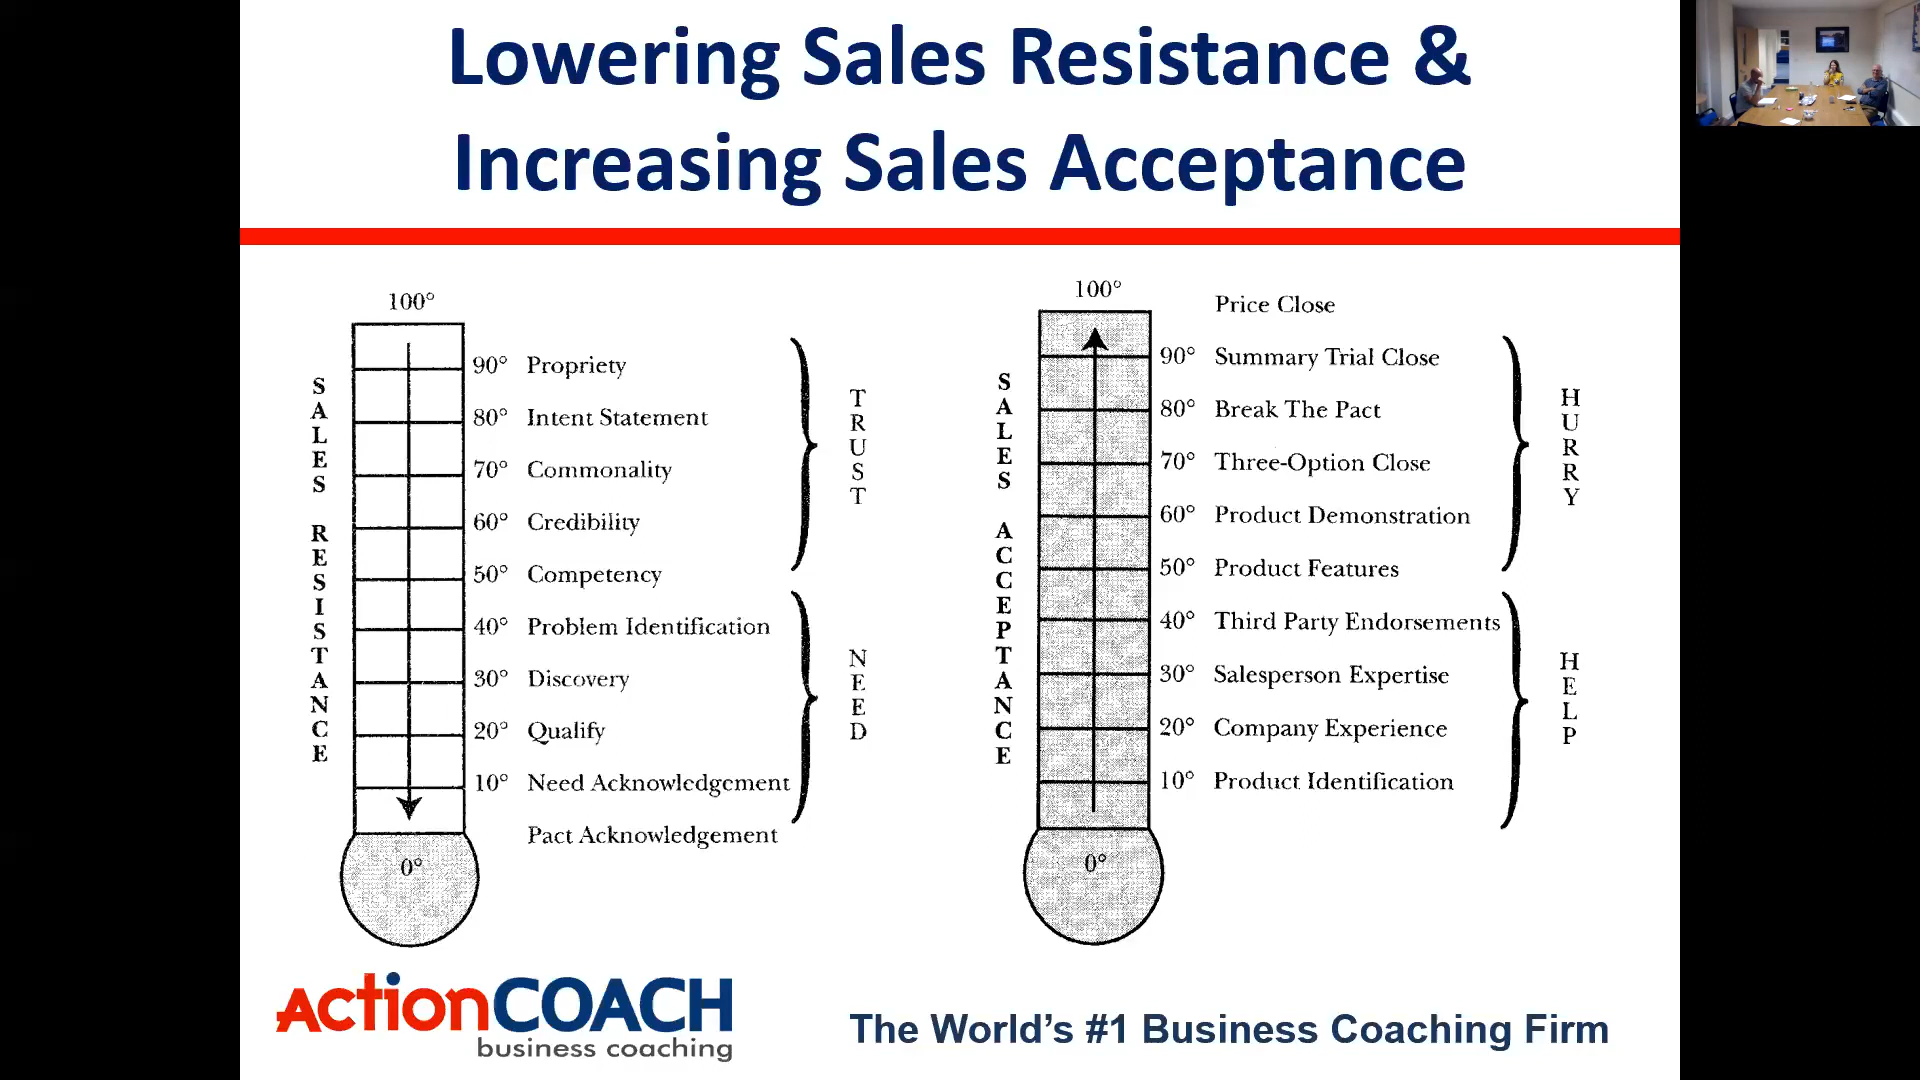 Lowering Sales Resistance &
Increasing Sales Acceptance
100°
90° Propriety
80° Intent Statement
70° Commonality
60° Credibility
50° Competency
40° Problem Identification
30° Discovery
20° Qualify
10° Need Acknowledgement
Pact Acknowledgement
0°
SALES RESISTANCE
TRUST
NEED
100°
Price Close
90° Summary Trial Close
80° Break The Pact
70° Three-Option Close
60° Product Demonstration
50° Product Features
40° Third Party Endorsements
30° Salesperson Expertise
20° Company Experience
10° Product Identification
0°
SALES ACCEPTANCE
HURRY
HELP
ActionCOACH
business coaching
The World's #1 Business Coaching Firm